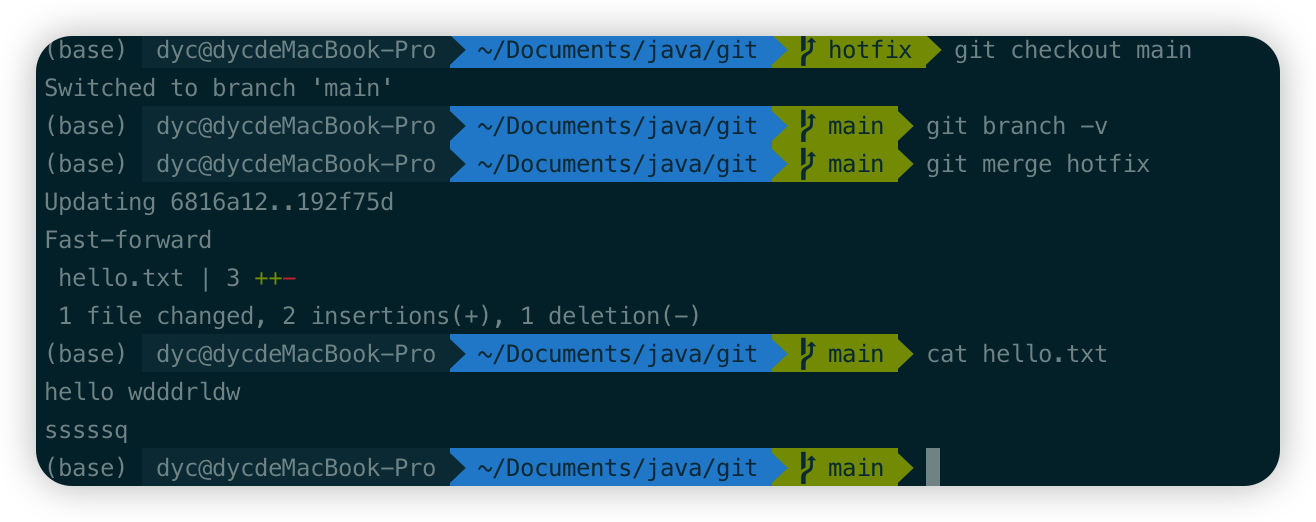 (base) dyc@dycdeMacBook-Pro ~/Documents/java/git hotfix git checkout main
Switched to branch 'main'
(base) dyc@dycdeMacBook-Pro ~/Documents/java/git main git branch -v
(base) dyc@dycdeMacBook-Pro ~/Documents/java/git main git merge hotfix
Updating 6816a12..192f75d
Fast-forward
 hello.txt | 3 ++-
 1 file changed, 2 insertions(+), 1 deletion(-)
(base) dyc@dycdeMacBook-Pro ~/Documents/java/git main cat hello.txt
hello wdddrldw
sssssq
(base) dyc@dycdeMacBook-Pro ~/Documents/java/git main